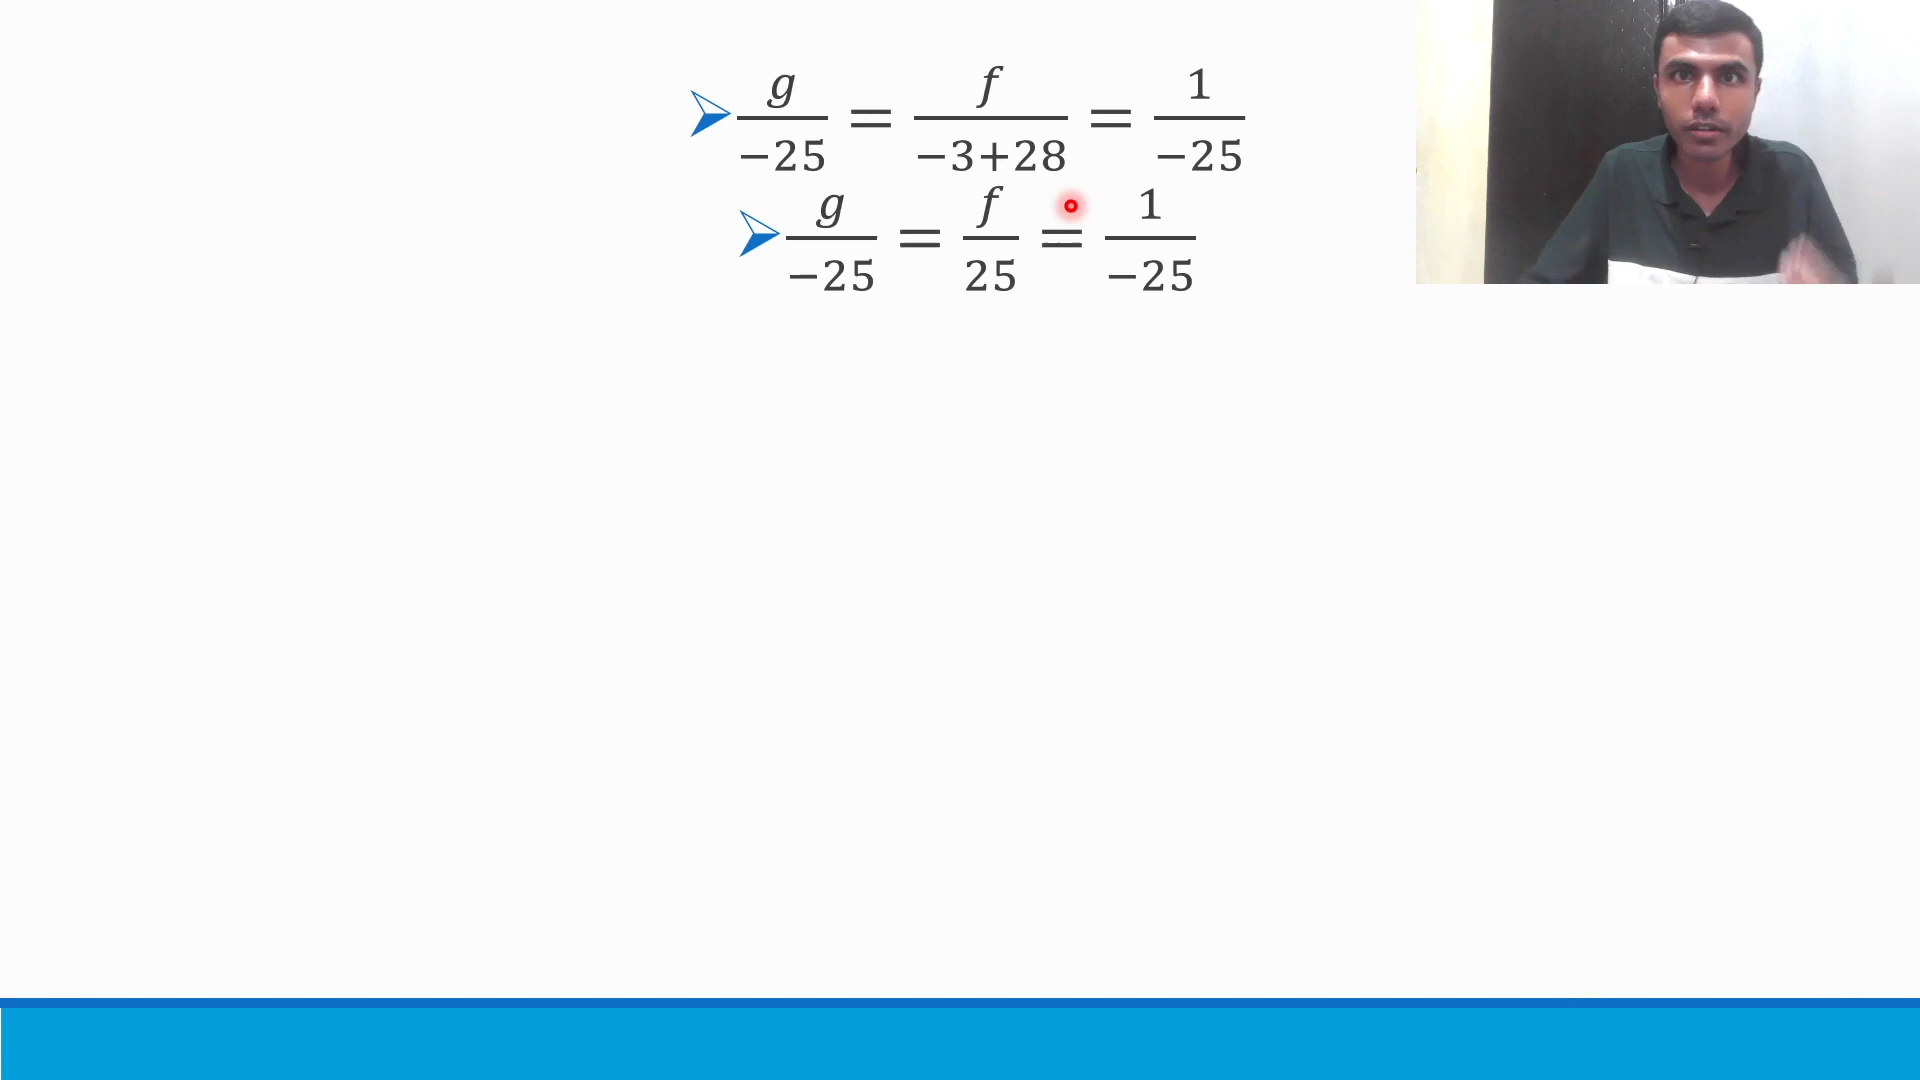 g/−25 = f/−3+28 = 1/−25
g/−25 = f/25 = 1/−25